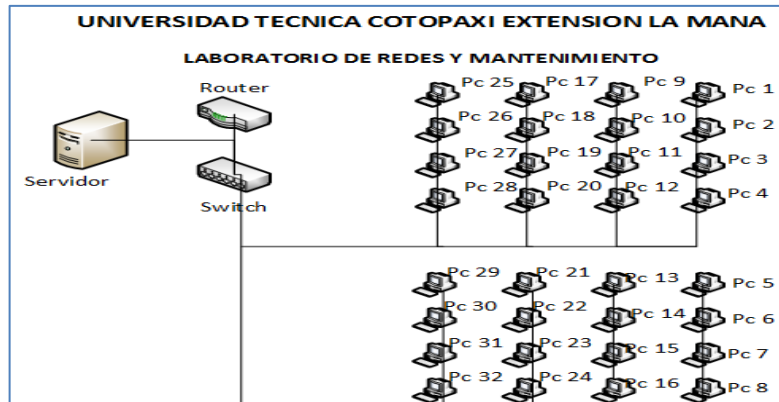 UNIVERSIDAD TECNICA COTOPAXI EXTENSION LA MANA
LABORATORIO DE REDES Y MANTENIMIENTO
Router
Servidor
Switch
Pc 25 Pc 17 Pc 9 Pc 1
Pc 26 Pc 18 Pc 10 Pc 2
Pc 27 Pc 19 Pc 11 Pc 3
Pc 28 Pc 20 Pc 12 Pc 4
Pc 29 Pc 21 Pc 13 Pc 5
Pc 30 Pc 22 Pc 14 Pc 6
Pc 31 Pc 23 Pc 15 Pc 7
Pc 32 Pc 24 Pc 16 Pc 8